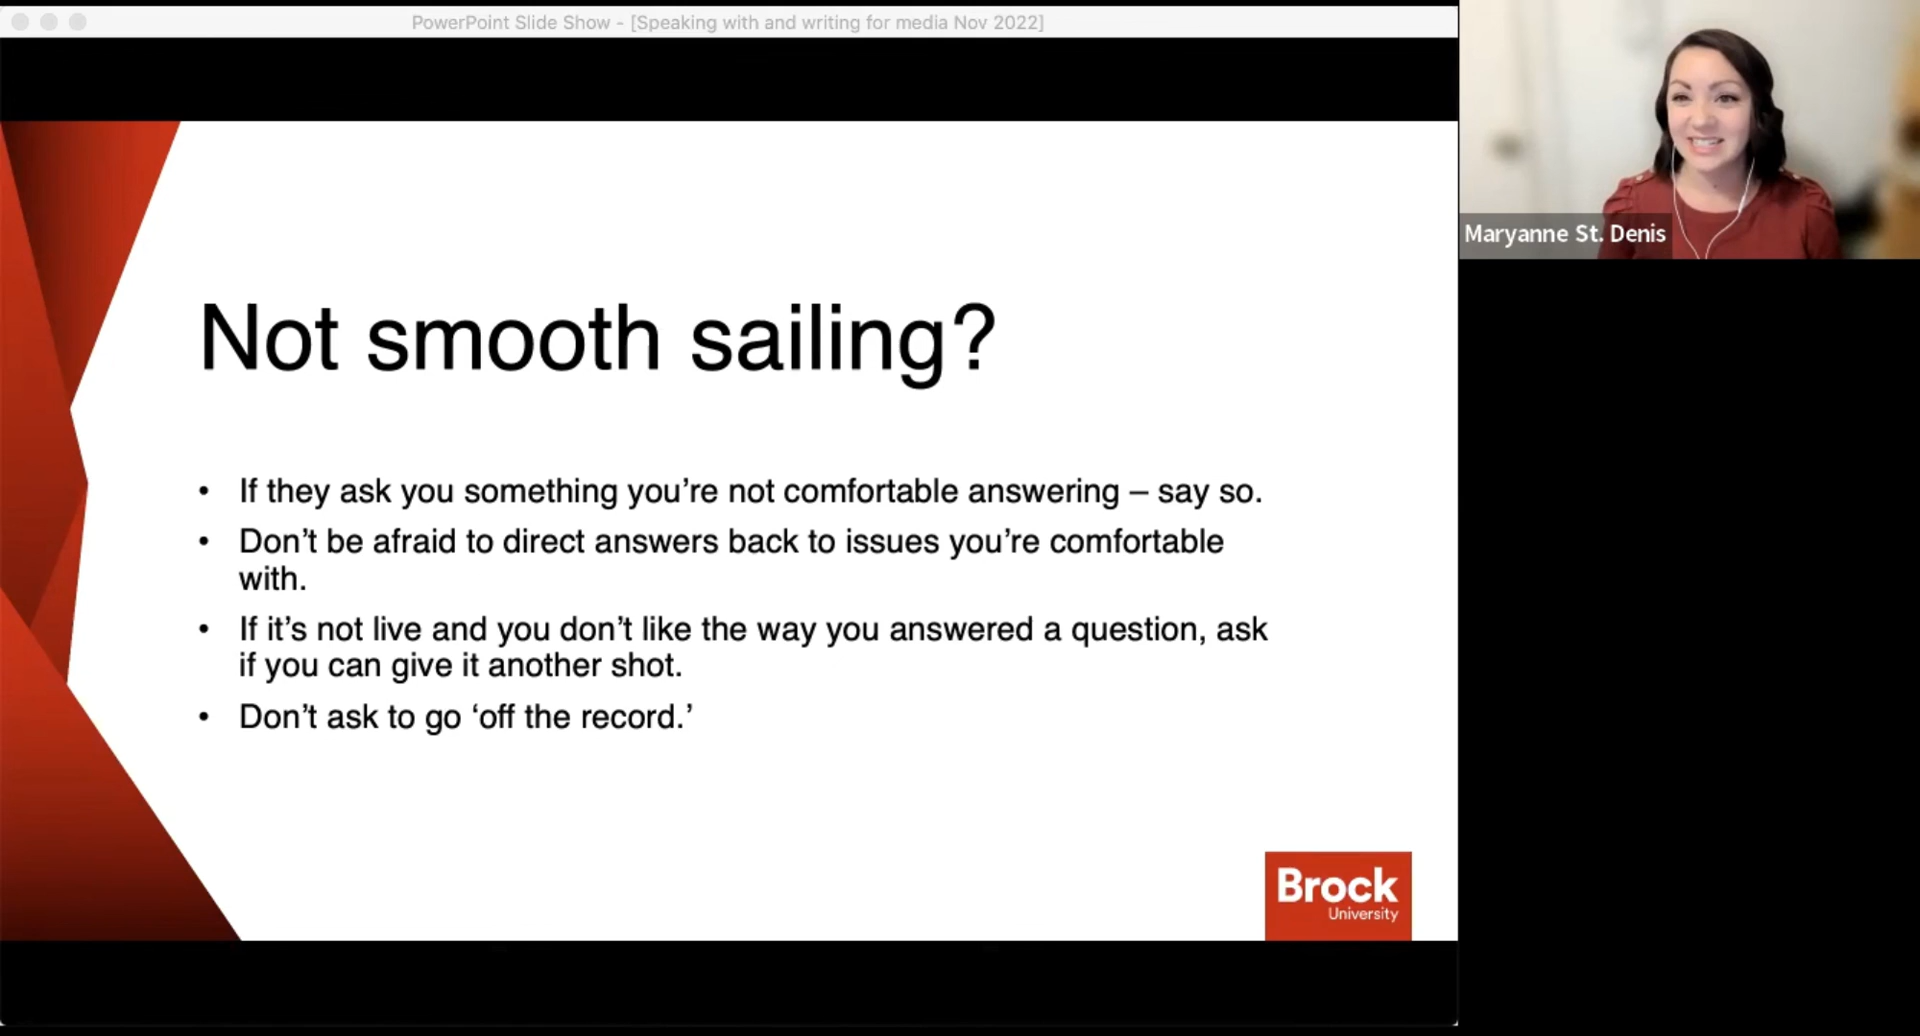 PowerPoint Slide Show - [Speaking with and writing for media Nov 2022]
Maryanne St. Denis
Not smooth sailing?
• If they ask you something you’re not comfortable answering – say so.
• Don’t be afraid to direct answers back to issues you’re comfortable
with.
• If it’s not live and you don’t like the way you answered a question, ask
if you can give it another shot.
• Don’t ask to go ‘off the record.’
Brock
University